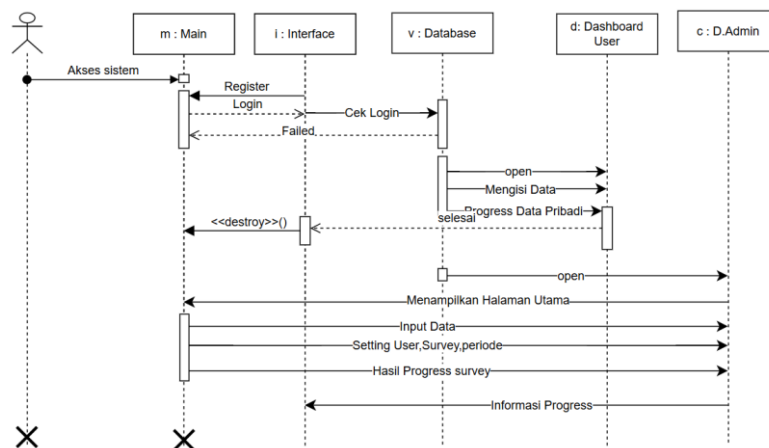 m : Main
i : Interface
v : Database
d: Dashboard
User
c : D.Admin
Akses sistem
Register
Login
Cek Login
Failed
open
Mengisi Data
Progress Data Pribadi
selesai
<<destroy>>()
open
Menampilkan Halaman Utama
Input Data
Setting User,Survey,periode
Hasil Progress survey
Informasi Progress